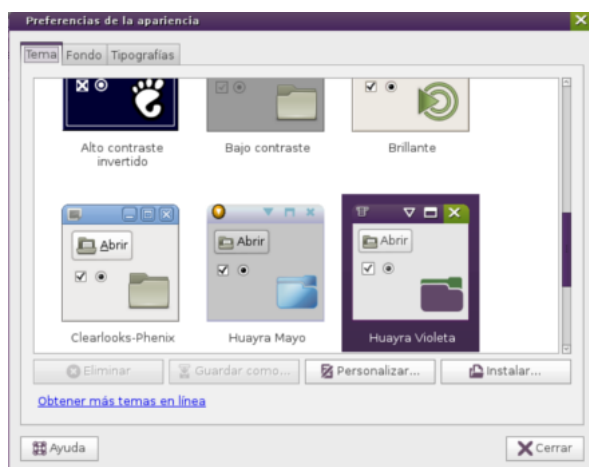 Preferencias de la apariencia
Tema Fondo Tipografías
Alto contraste invertido
Bajo contraste
Brillante
Abrir
Abrir
Abrir
Clearlooks-Phenix
Huayra Mayo
Huayra Violeta
Eliminar
Guardar como...
Personalizar...
Instalar...
Obtener más temas en línea
Ayuda
Cerrar